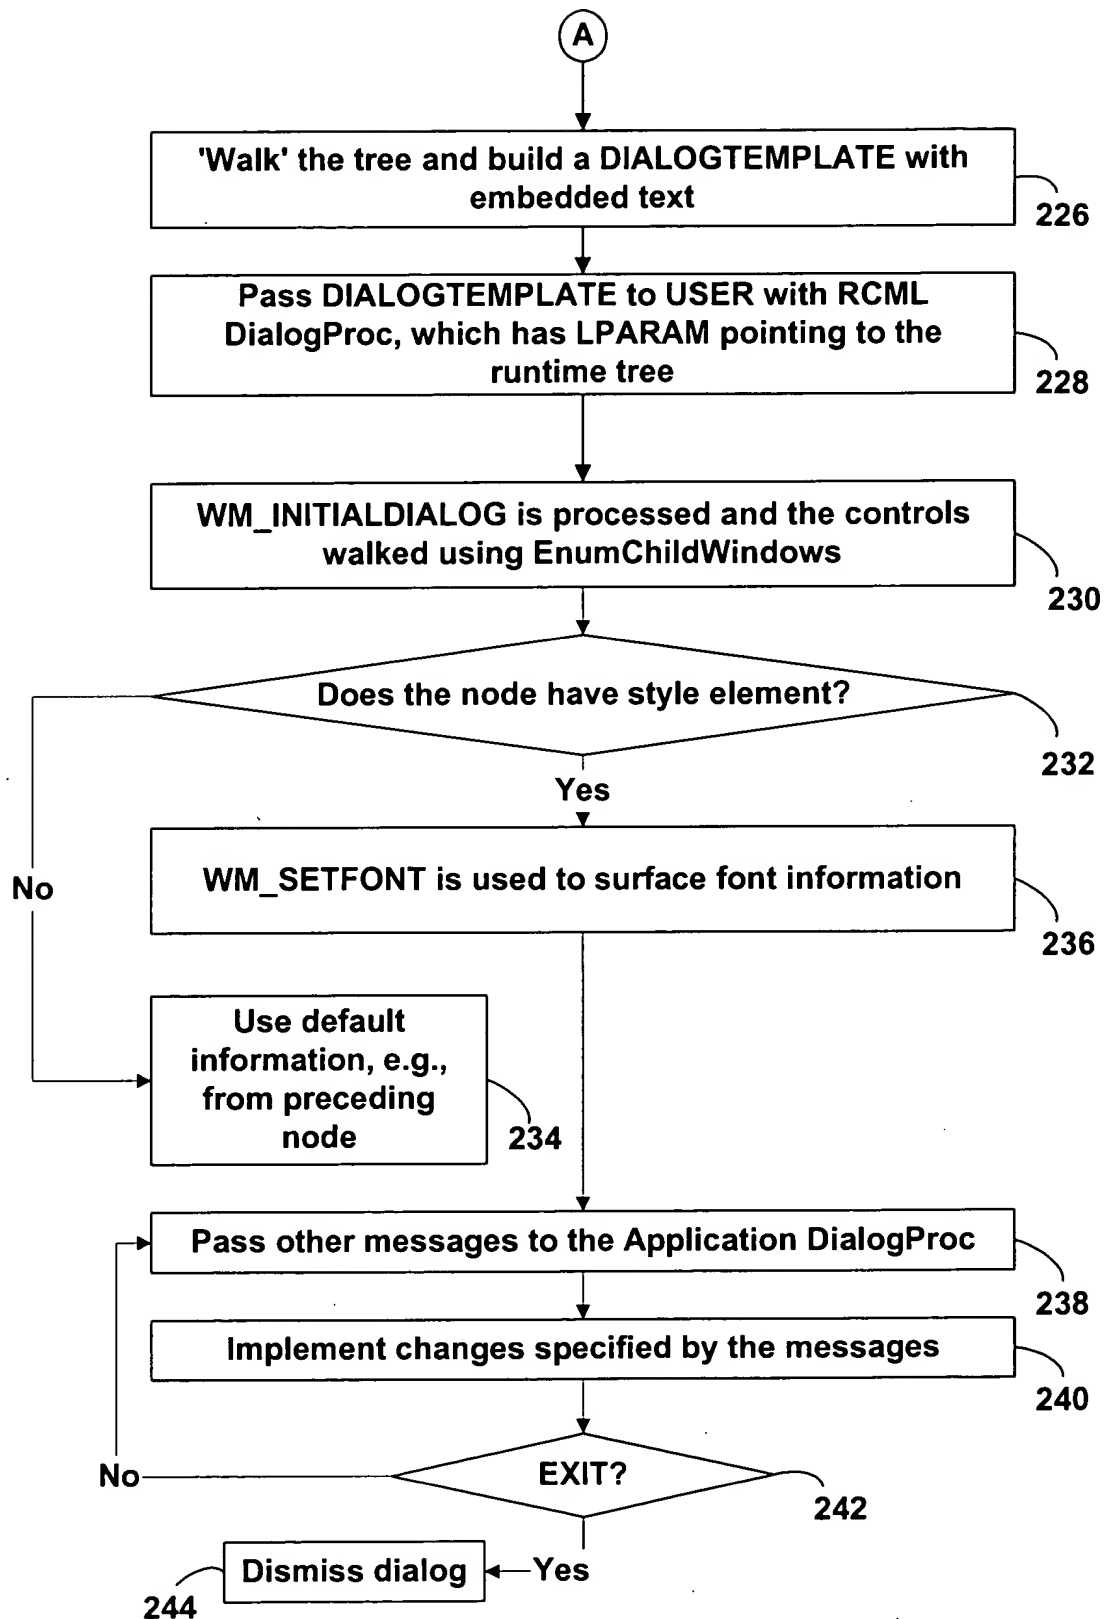 A
'Walk' the tree and build a DIALOGTEMPLATE with
embedded text
226
Pass DIALOGTEMPLATE to USER with RCML
DialogProc, which has LPARAM pointing to the
runtime tree
228
WM_INITIALDIALOG is processed and the controls
walked using EnumChildWindows
230
Does the node have style element?
232
Yes
No
WM_SETFONT is used to surface font information
236
Use default
information, e.g.,
from preceding
node
234
Pass other messages to the Application DialogProc
238
Implement changes specified by the messages
240
EXIT?
No
242
Yes
Dismiss dialog
244